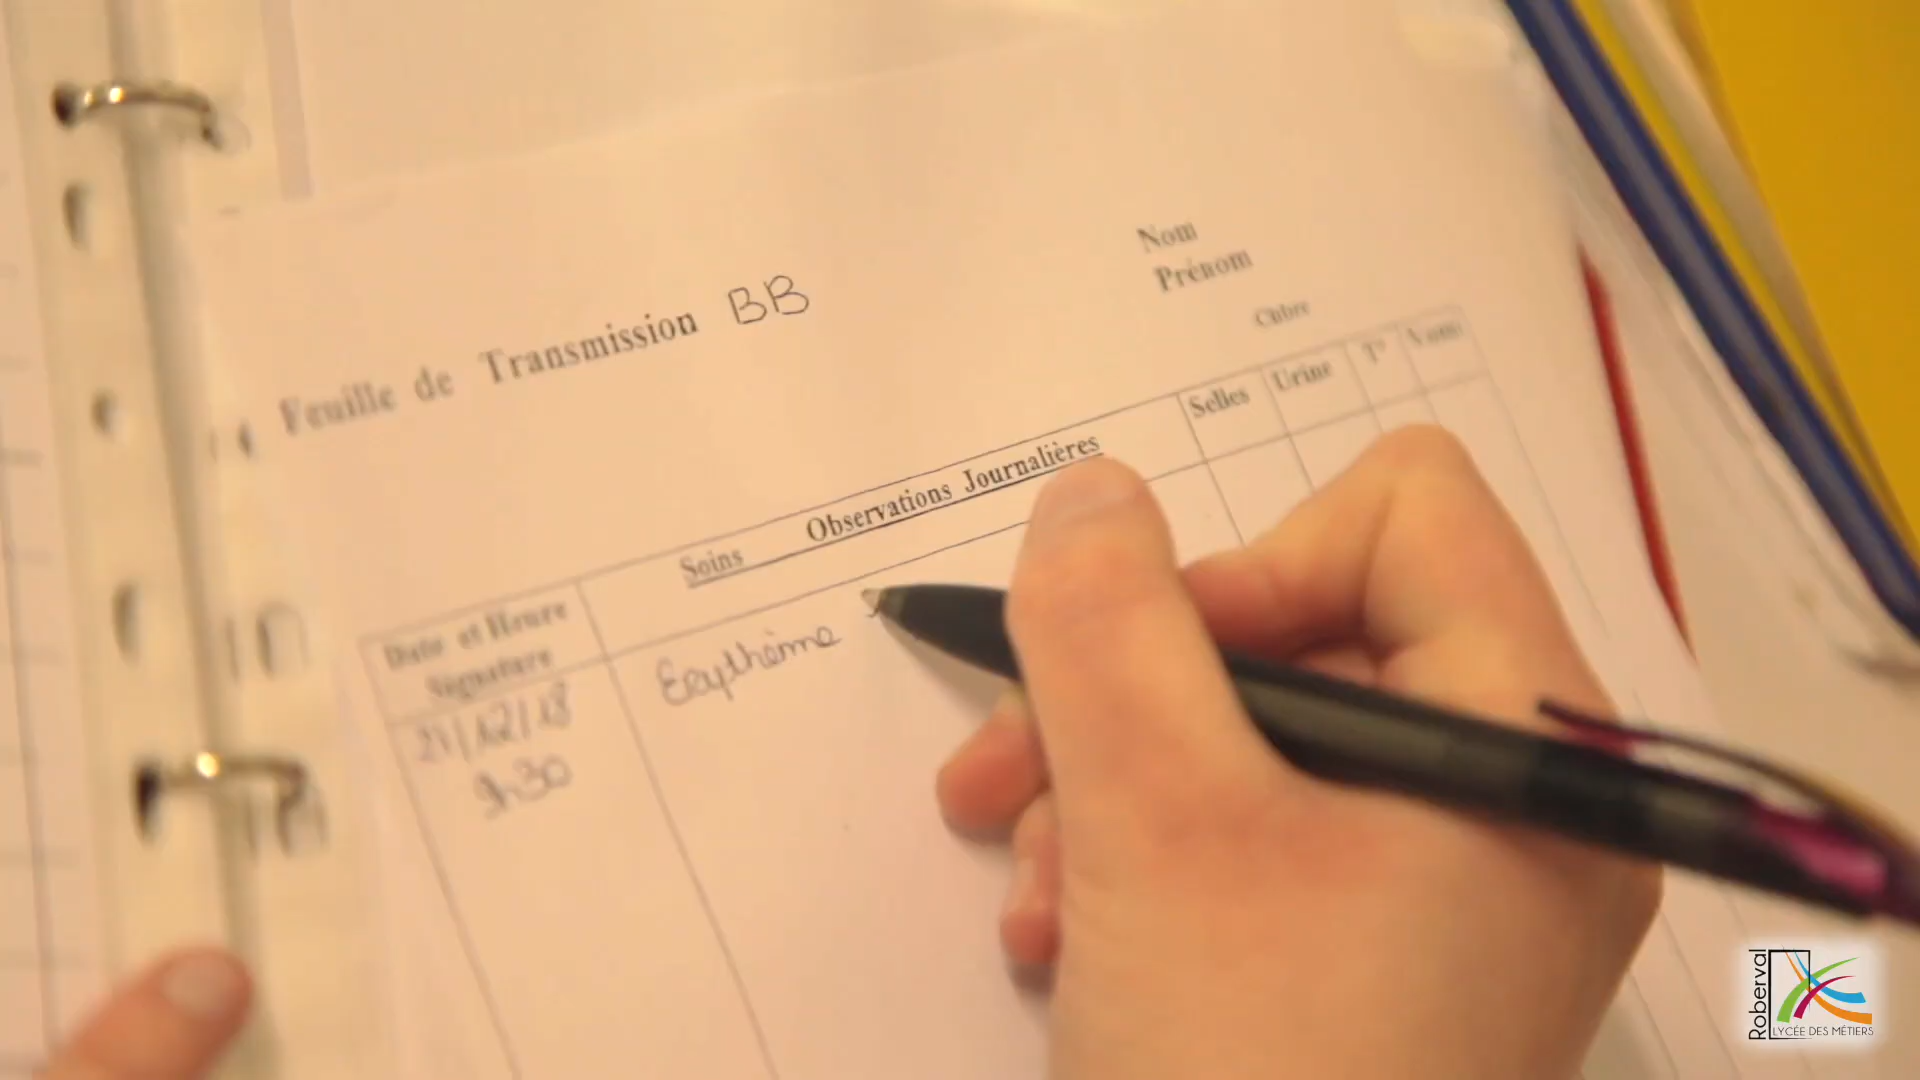 Feuille de Transmission BB
Nom
Prénom
Date et Heure
Signature
Soins Observations Journalières
Selles
Urine
T°
21/12/18
9h30
Erythème
Roberval
LYCÉE DES MÉTIERS